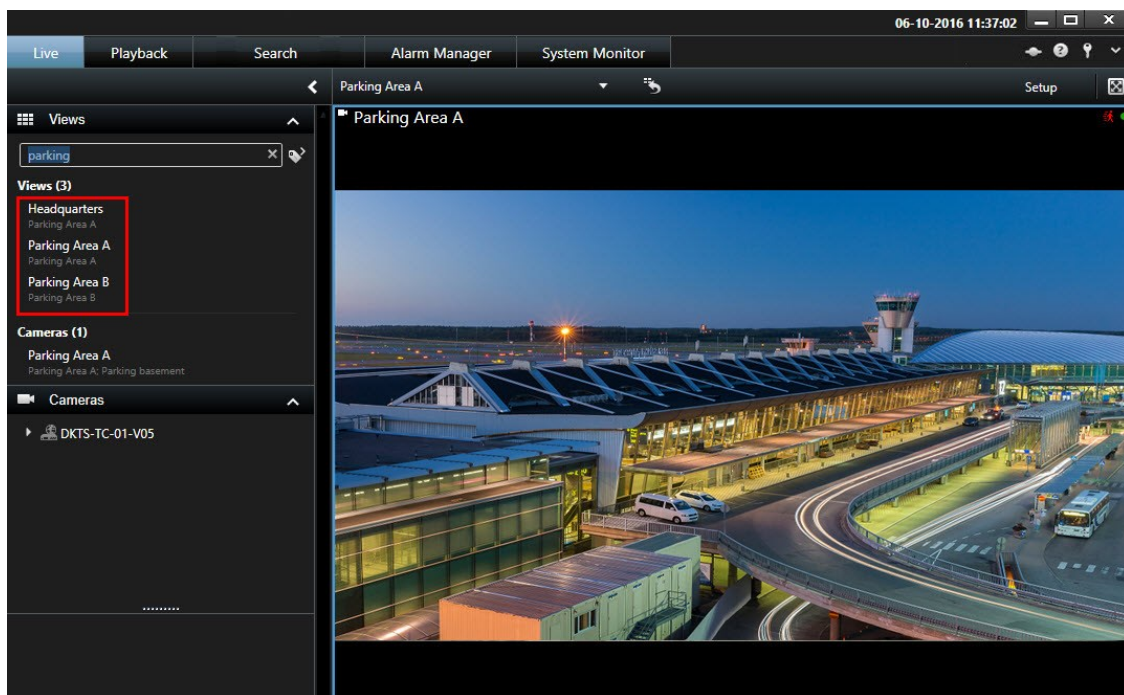 06-10-2016 11:37:02
Live Playback Search Alarm Manager System Monitor
Parking Area A
Setup
Views
parking
Views (3)
Headquarters
Parking Area A
Parking Area A
Parking Area A
Parking Area B
Parking Area B
Cameras (1)
Parking Area A
Parking Area A; Parking basement
Cameras
DKTS-TC-01-V05
Parking Area A